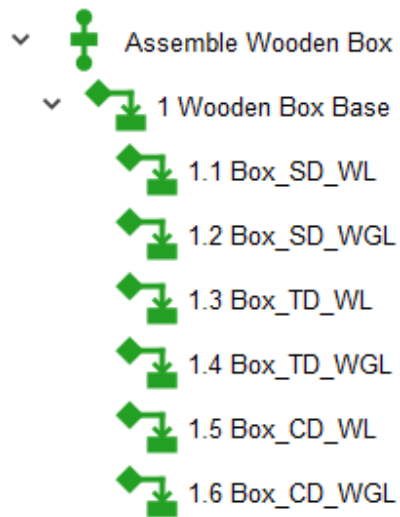 Assemble Wooden Box
1 Wooden Box Base
1.1 Box_SD_WL
1.2 Box_SD_WGL
1.3 Box_TD_WL
1.4 Box_TD_WGL
1.5 Box_CD_WL
1.6 Box_CD_WGL